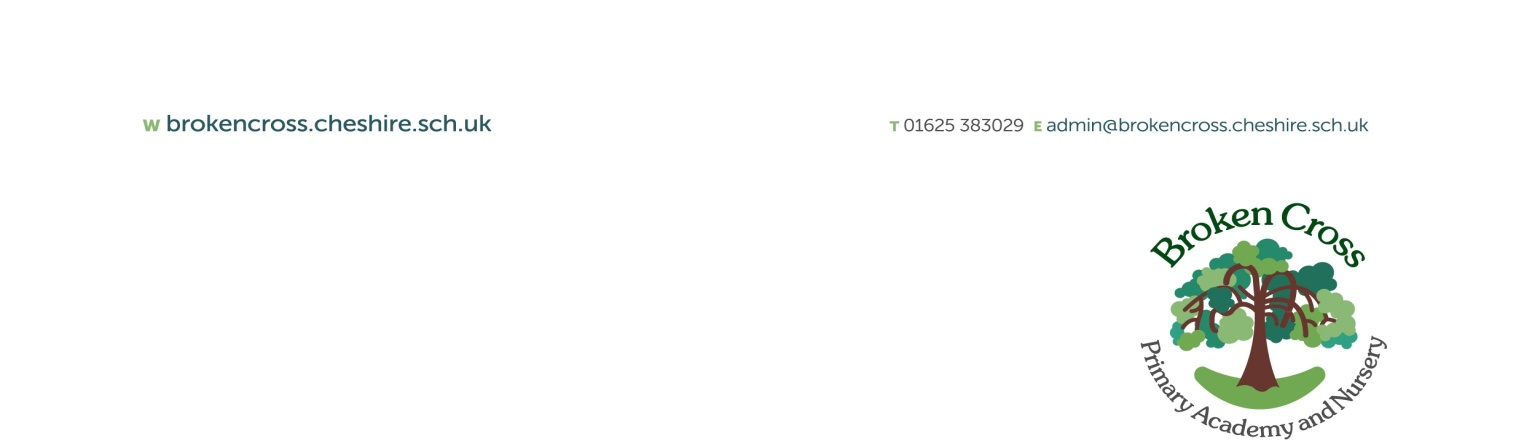 W brokencross.cheshire.sch.uk
T 01625 383029 E admin@brokencross.cheshire.sch.uk
Broken Cross
Primary Academy and Nursery